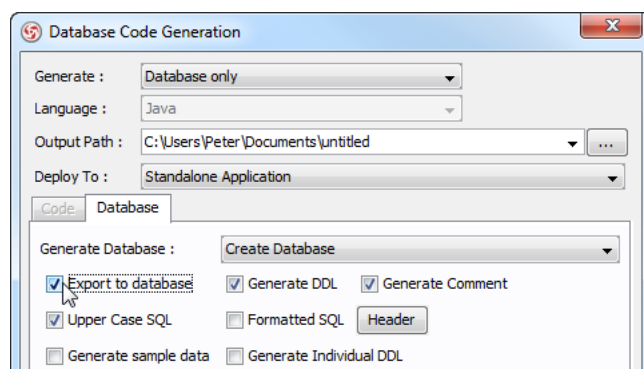 Database Code Generation
Generate : Database only
Language : Java
Output Path : C:\Users\Peter\Documents\untitled ...
Deploy To : Standalone Application
Code Database
Generate Database : Create Database
Export to database Generate DDL Generate Comment
Upper Case SQL Formatted SQL Header
Generate sample data Generate Individual DDL